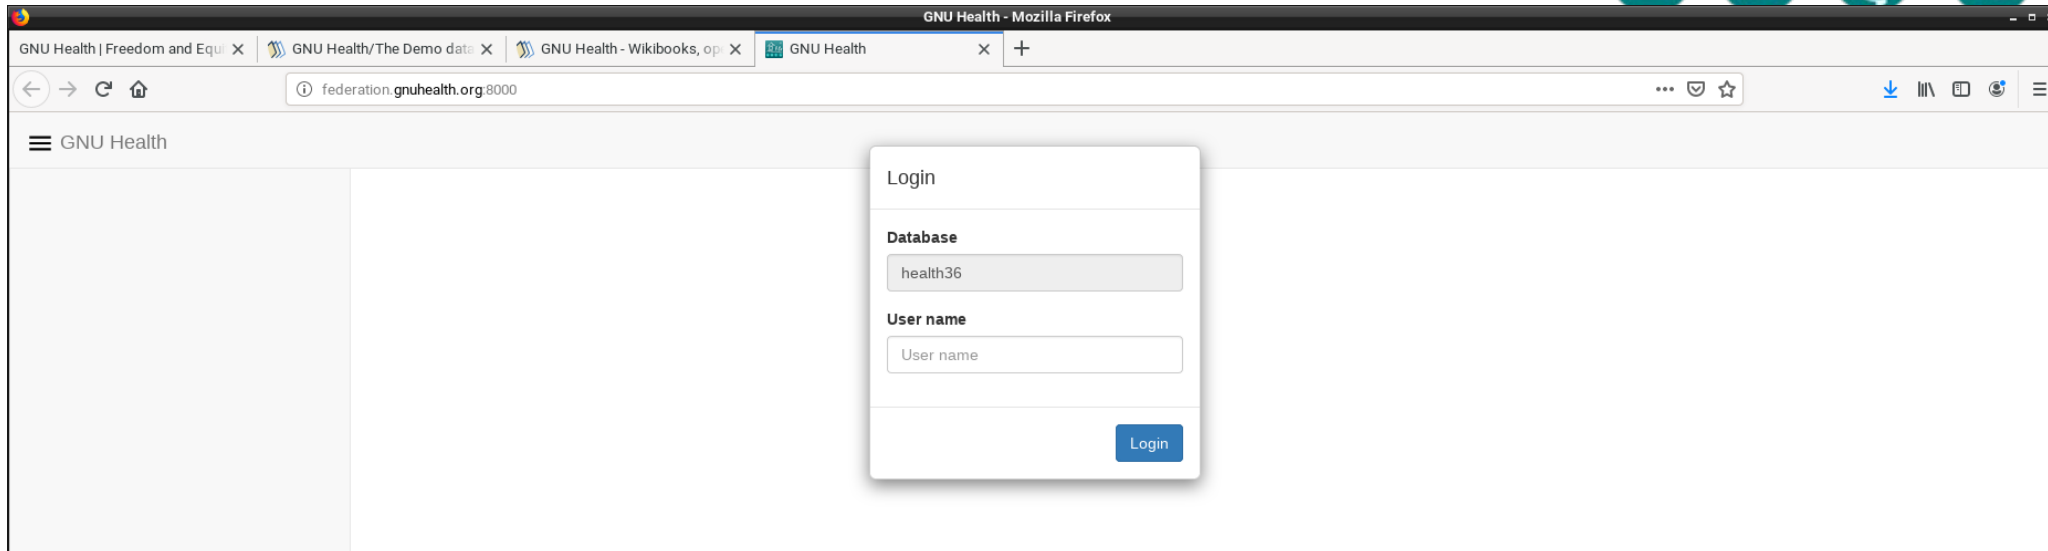 GNU Health - Mozilla Firefox
GNU Health | Freedom and Equ
GNU Health/The Demo data
GNU Health - Wikibooks, op
GNU Health
federation.gnuhealth.org:8000
GNU Health
Login
Database
health36
User name
User name
Login